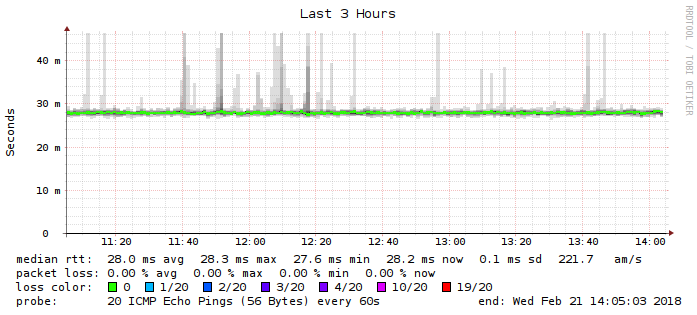 Last 3 Hours
RRDTOOL / TOBI OETIKER
Seconds
40 m
30 m
20 m
10 m
0
11:20 11:40 12:00 12:20 12:40 13:00 13:20 13:40 14:00
median rtt: 28.0 ms avg 28.3 ms max 27.6 ms min 28.2 ms now 0.1 ms sd 221.7 am/s
packet loss: 0.00 % avg 0.00 % max 0.00 % min 0.00 % now
loss color: 0 1/20 2/20 3/20 4/20 10/20 19/20
probe: 20 ICMP Echo Pings (56 Bytes) every 60s end: Wed Feb 21 14:05:03 2018